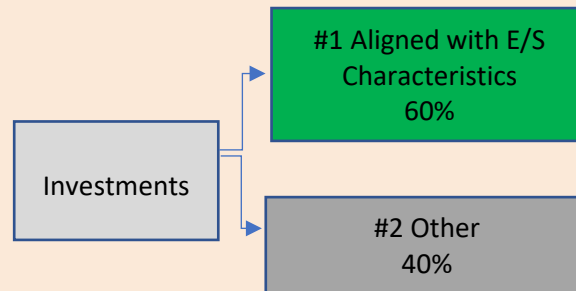 #1 Aligned with E/S
Characteristics
60%
Investments
#2 Other
40%